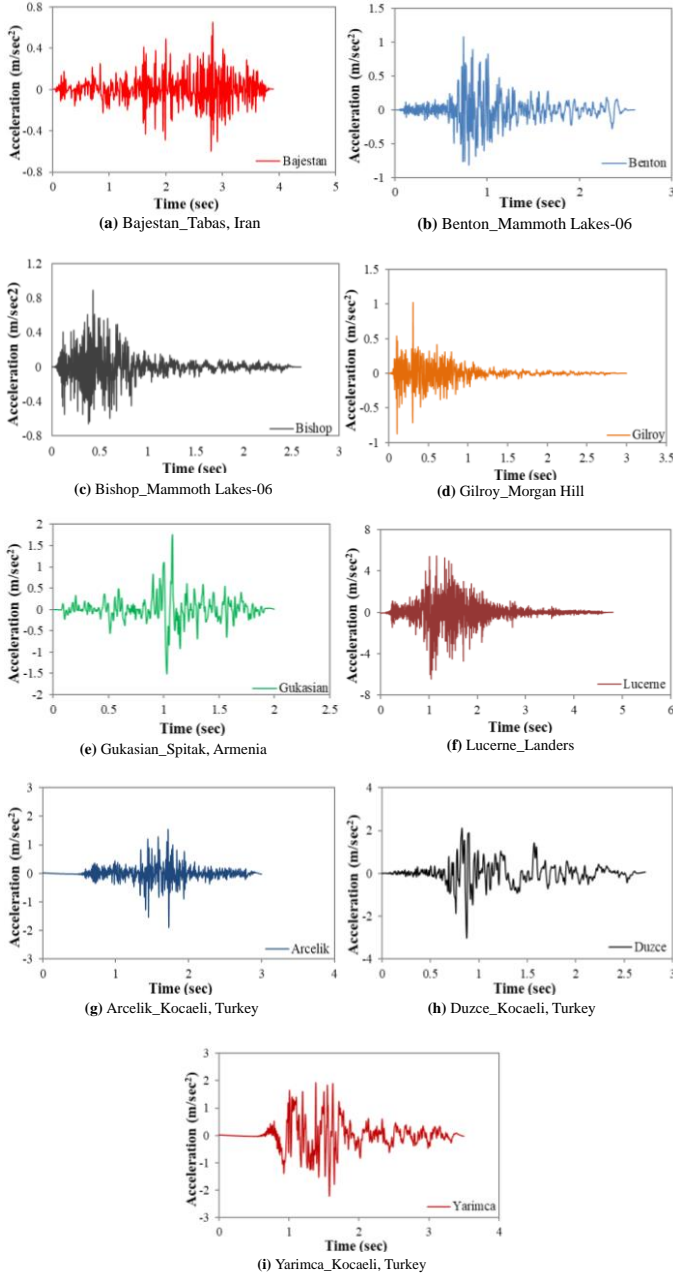 Acceleration (m/sec²)
0.8
0.4
0
-0.4
-0.8
Bajestan
0 1 2 3 4 5
Time (sec)
(a) Bajestan_Tabas, Iran
Acceleration (m/sec²)
1.5
1
0.5
0
-0.5
-1
Benton
0 1 2 3
Time (sec)
(b) Benton_Mammoth Lakes-06
Acceleration (m/sec2)
1.2
0.8
0.4
0
-0.4
-0.8
Bishop
0 0.5 1 1.5 2 2.5 3
Time (sec)
(c) Bishop_Mammoth Lakes-06
Acceleration (m/sec²)
1.5
1
0.5
0
-0.5
-1
Gilroy
0 0.5 1 1.5 2 2.5 3 3.5
Time (sec)
(d) Gilroy_Morgan Hill
Acceleration (m/sec²)
2
1.5
1
0.5
0
-0.5
-1
-1.5
-2
Gukasian
0 0.5 1 1.5 2 2.5
Time (sec)
(e) Gukasian_Spitak, Armenia
Acceleration (m/sec²)
8
4
0
-4
-8
Lucerne
0 1 2 3 4 5 6
Time (sec)
(f) Lucerne_Landers
Acceleration (m/sec²)
3
2
1
0
-1
-2
-3
Arcelik
0 1 2 3 4
Time (sec)
(g) Arcelik_Kocaeli, Turkey
Acceleration (m/sec²)
4
2
0
-2
-4
Duzce
0 0.5 1 1.5 2 2.5 3
Time (sec)
(h) Duzce_Kocaeli, Turkey
Acceleration (m/sec²)
3
2
1
0
-1
-2
-3
Yarimca
0 1 2 3 4
Time (sec)
(i) Yarimca_Kocaeli, Turkey